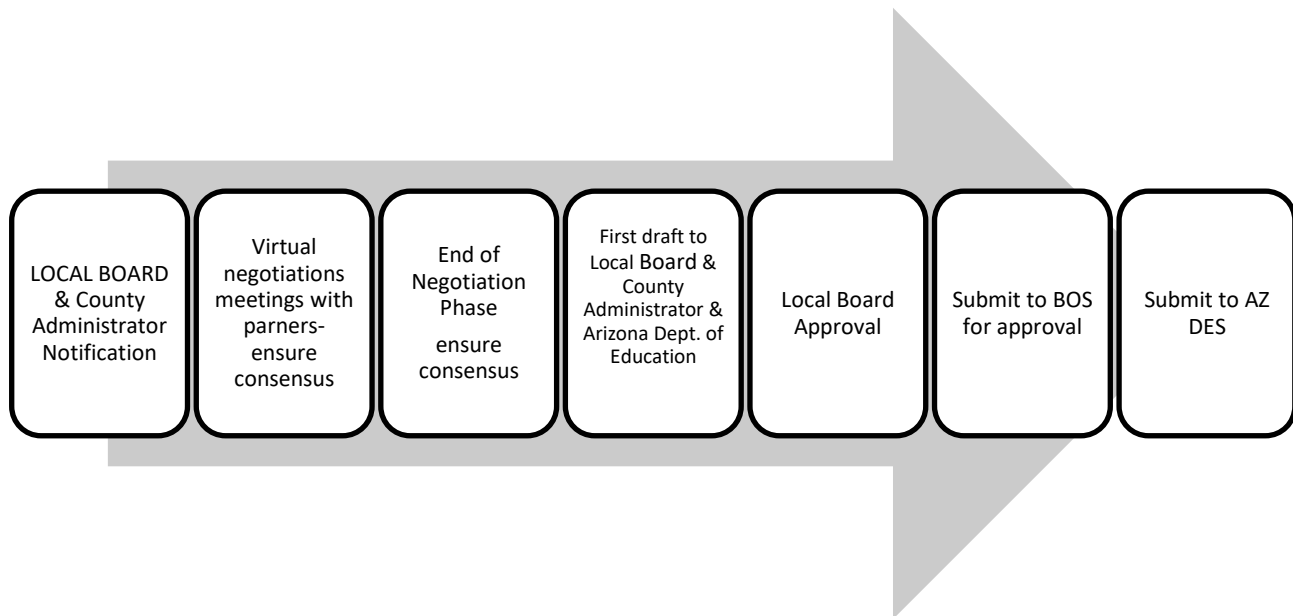 LOCAL BOARD
& County
Administrator
Notification
Virtual
negotiations
meetings with
parners-
ensure
consensus
End of
Negotiation
Phase
ensure
consensus
First draft to
Local Board &
County
Administrator &
Arizona Dept. of
Education
Local Board
Approval
Submit to BOS
for approval
Submit to AZ
DES